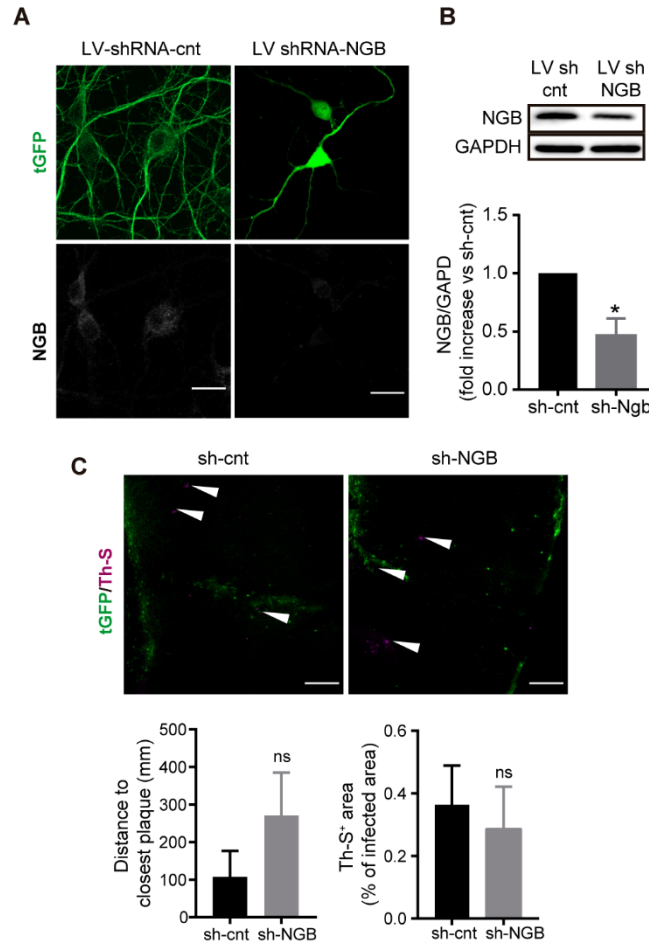 A
LV-shRNA-cnt
LV shRNA-NGB
tGFP
NGB
B
LV sh
cnt
LV sh
NGB
NGB
GAPDH
NGB/GAPD
(fold increase vs sh-cnt)
1.5
1.0
0.5
0.0
*
sh-cnt
sh-Ngb
C
sh-cnt
sh-NGB
tGFP/Th-S
Distance to
closest plaque (mm)
500
400
300
200
100
0
ns
sh-cnt
sh-NGB
Th-S+ area
(% of infected area)
0.6
0.4
0.2
0.0
ns
sh-cnt
sh-NGB